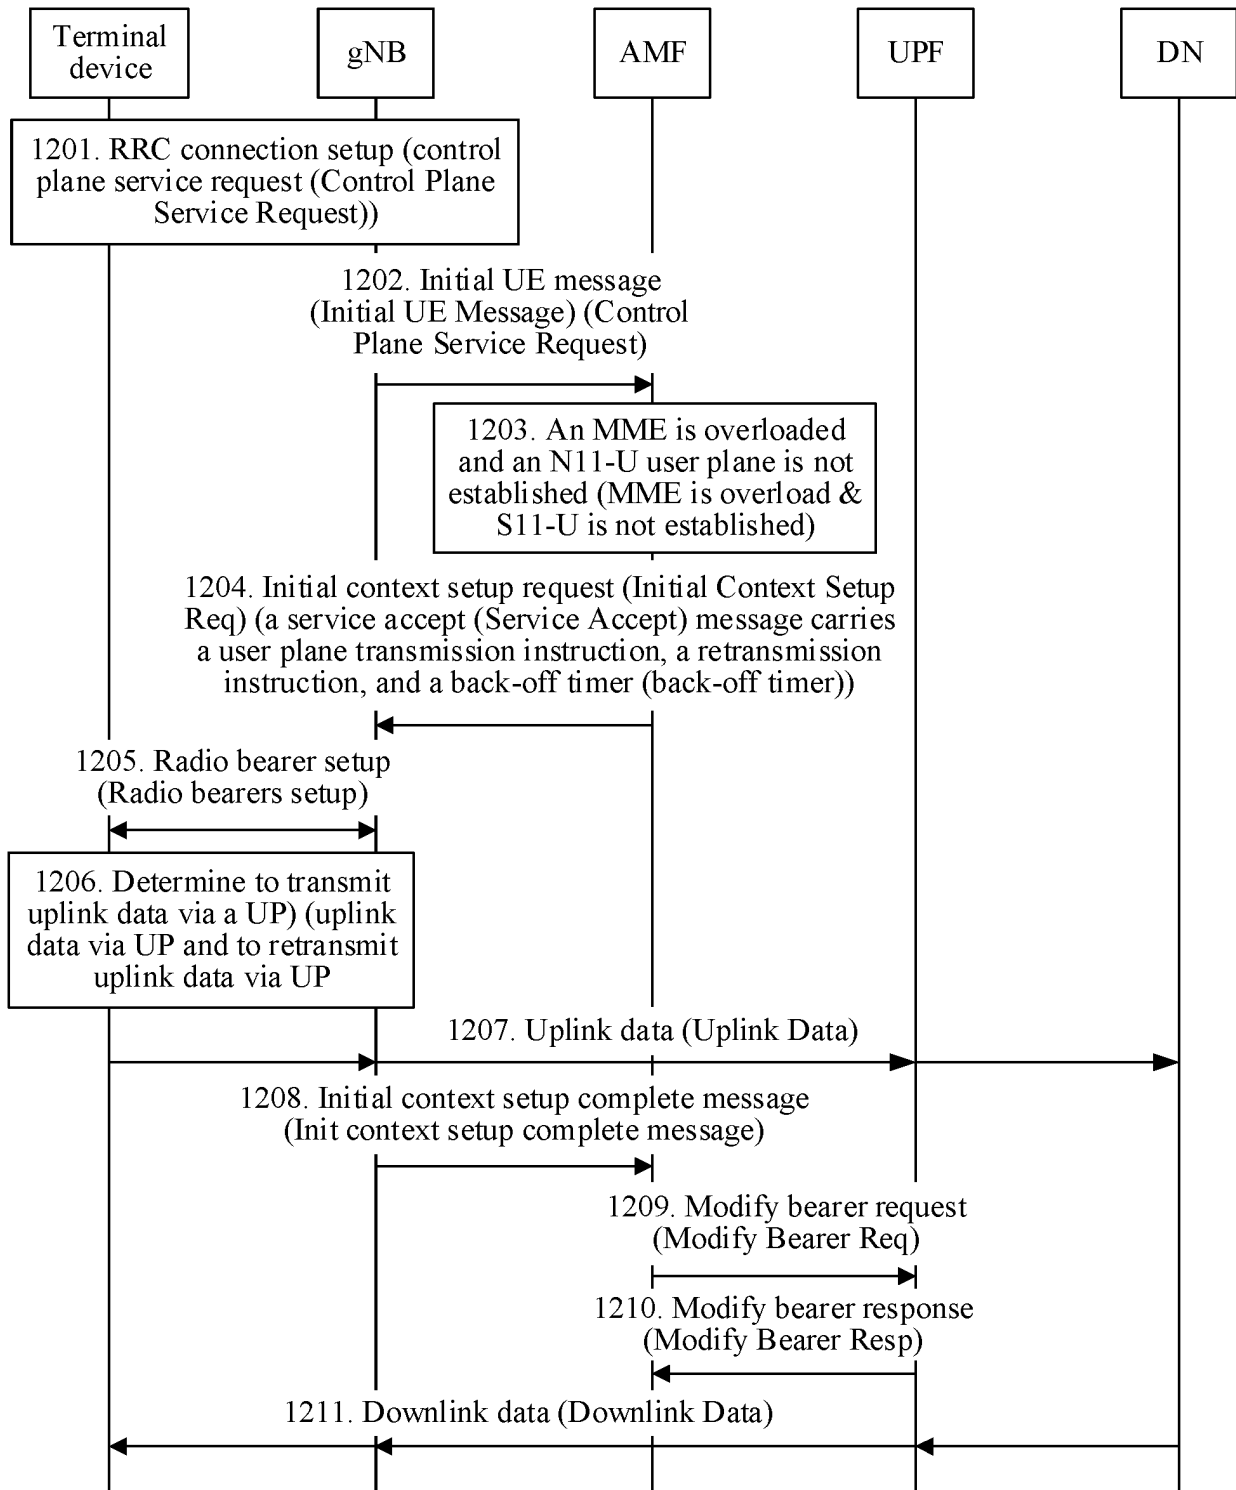 Terminal
device
gNB
AMF
UPF
DN
1201. RRC connection setup (control
plane service request (Control Plane
Service Request))
1202. Initial UE message
(Initial UE Message) (Control
Plane Service Request)
1203. An MME is overloaded
and an N11-U user plane is not
established (MME is overload &
S11-U is not established)
1204. Initial context setup request (Initial Context Setup
Req) (a service accept (Service Accept) message carries
a user plane transmission instruction, a retransmission
instruction, and a back-off timer (back-off timer))
1205. Radio bearer setup
(Radio bearers setup)
1206. Determine to transmit
uplink data via a UP) (uplink
data via UP and to retransmit
uplink data via UP
1207. Uplink data (Uplink Data)
1208. Initial context setup complete message
(Init context setup complete message)
1209. Modify bearer request
(Modify Bearer Req)
1210. Modify bearer response
(Modify Bearer Resp)
1211. Downlink data (Downlink Data)